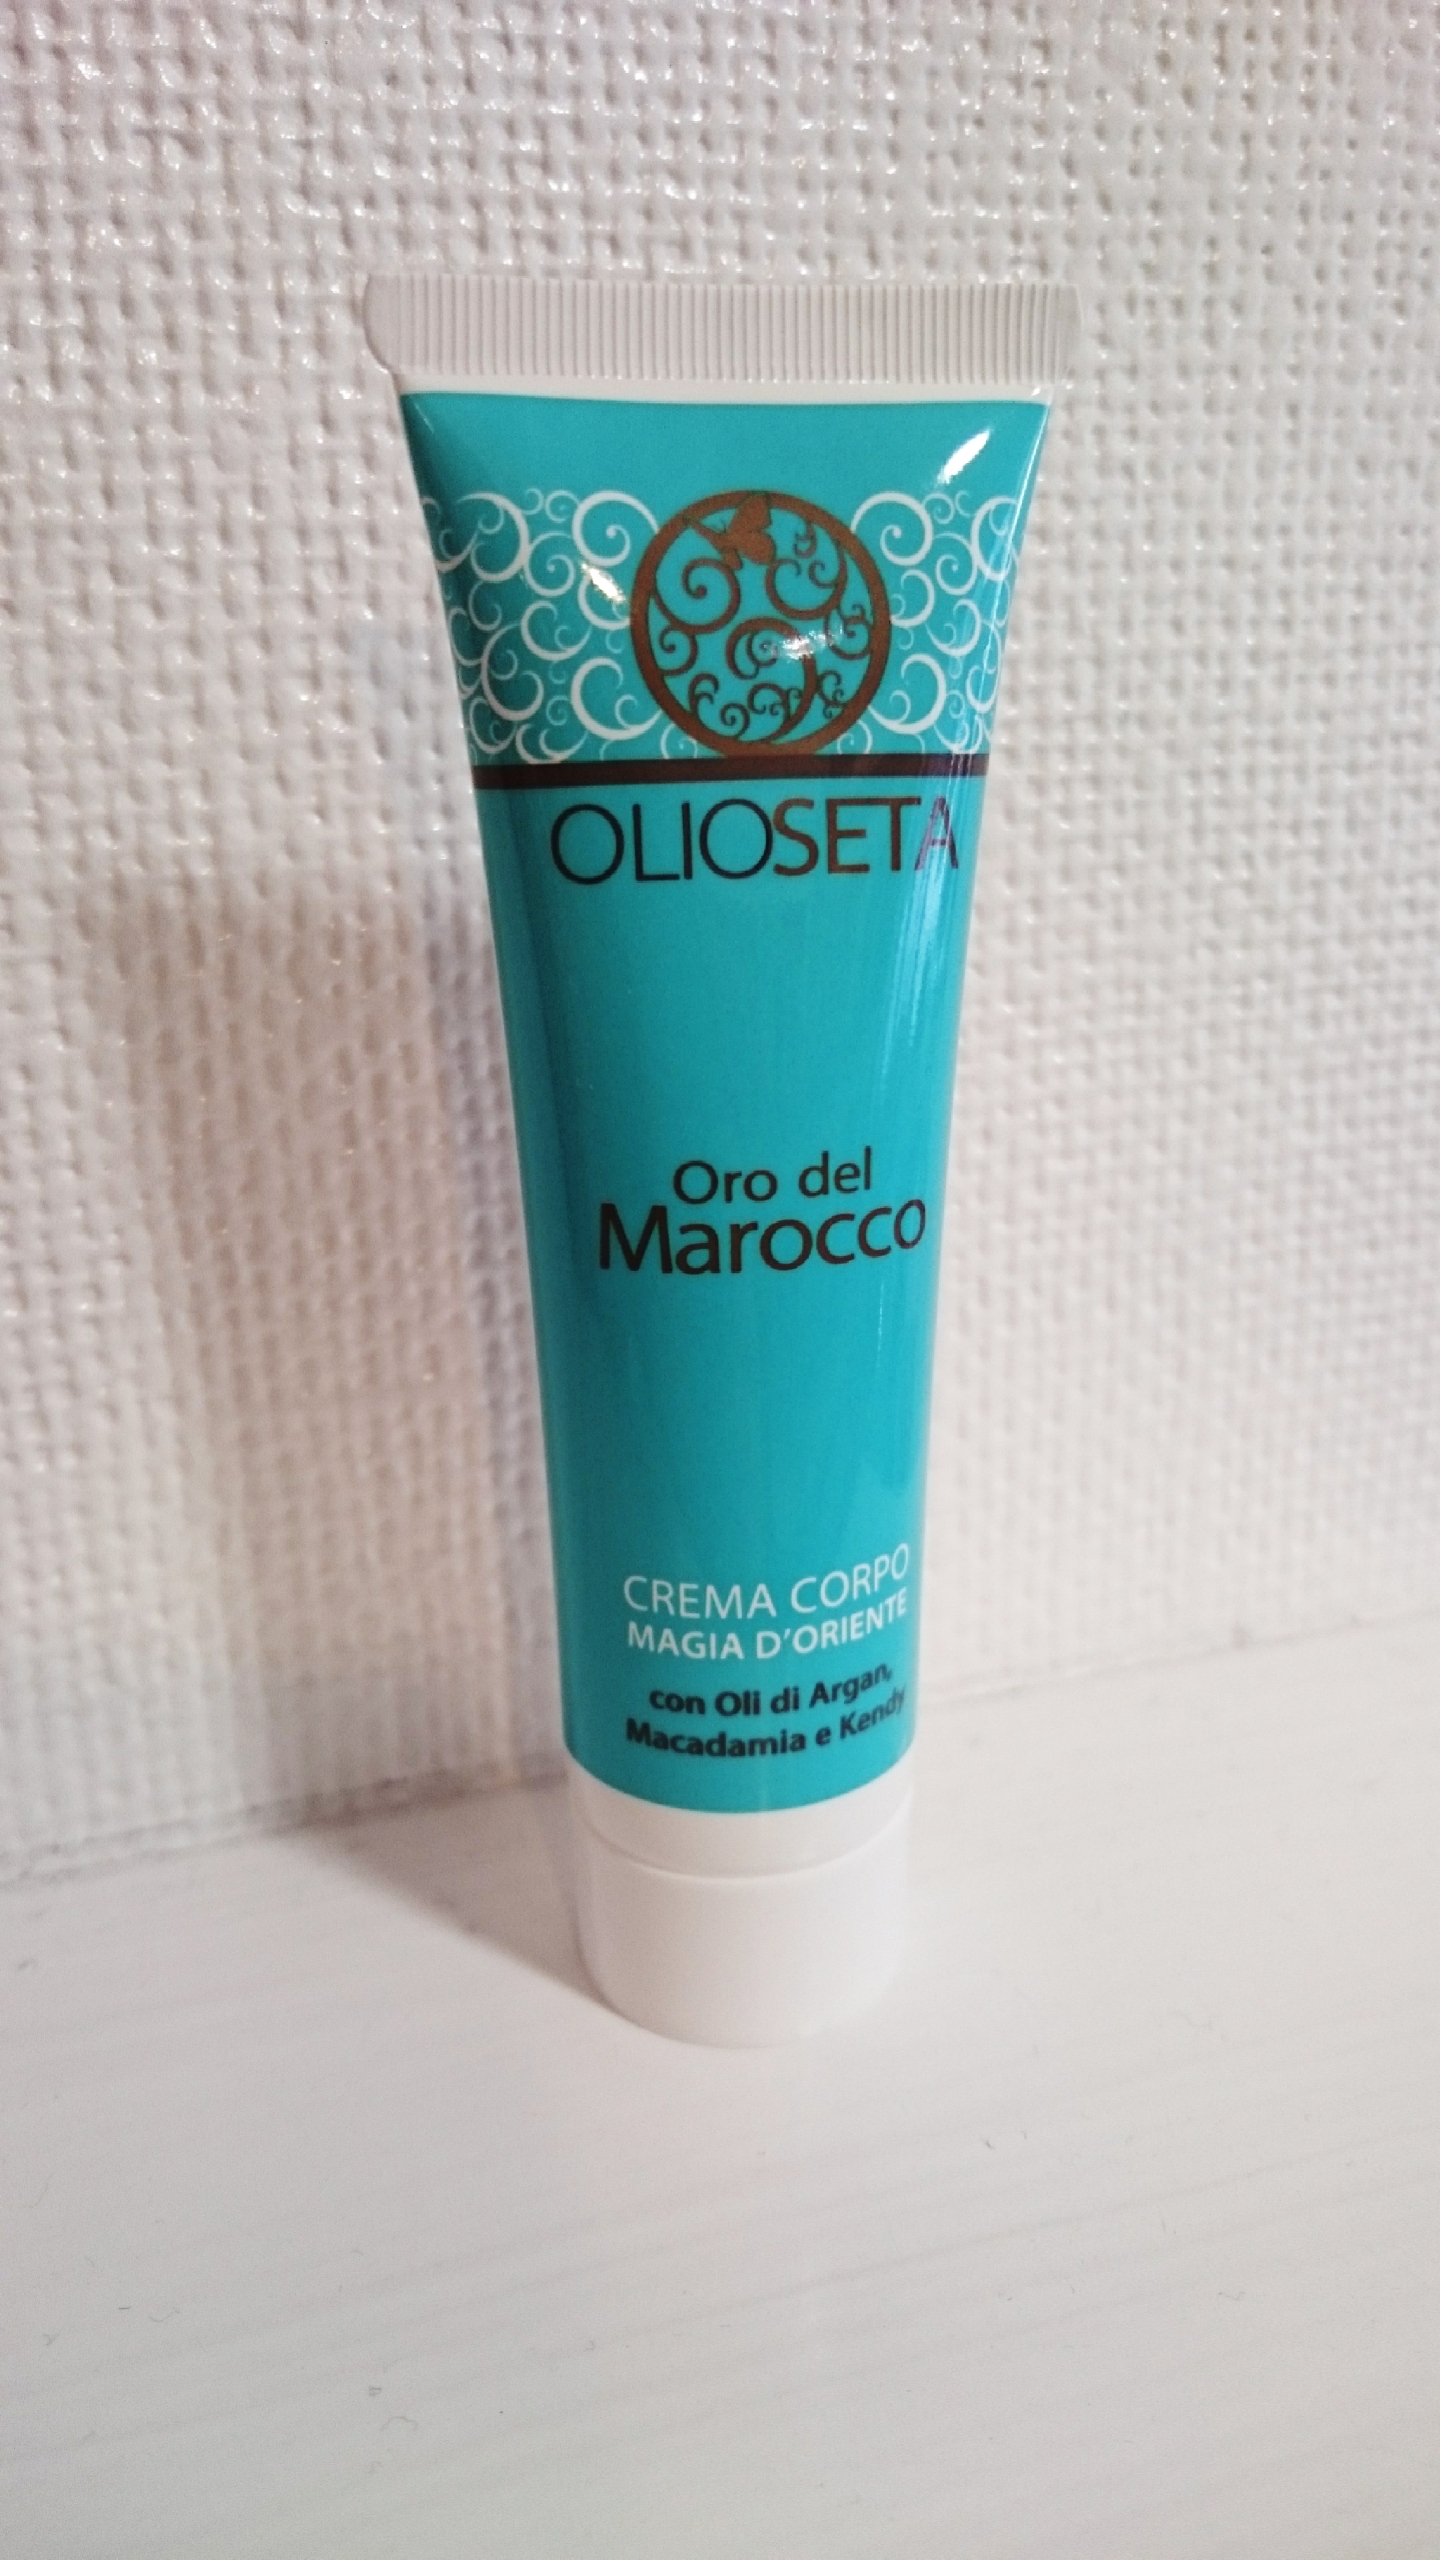 OLIOSETA
Oro del
Marocco
CREMA CORPO
MAGIA D'ORIENTE
con Oli di Argan,
Macadamia e Kendy